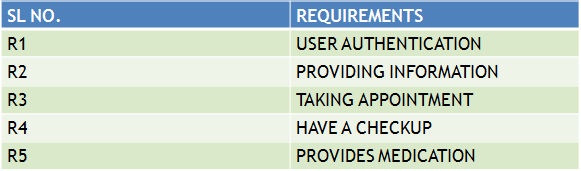 SL NO. REQUIREMENTS
R1 USER AUTHENTICATION
R2 PROVIDING INFORMATION
R3 TAKING APPOINTMENT
R4 HAVE A CHECKUP
R5 PROVIDES MEDICATION